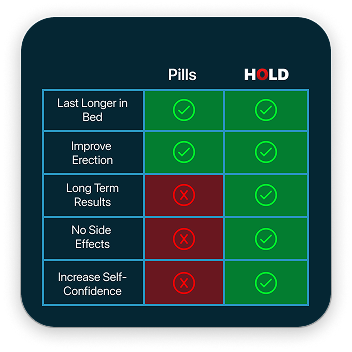 Pills HOLD
Last Longer in
Bed
Improve
Erection
Long Term
Results
No Side
Effects
Increase Self-
Confidence